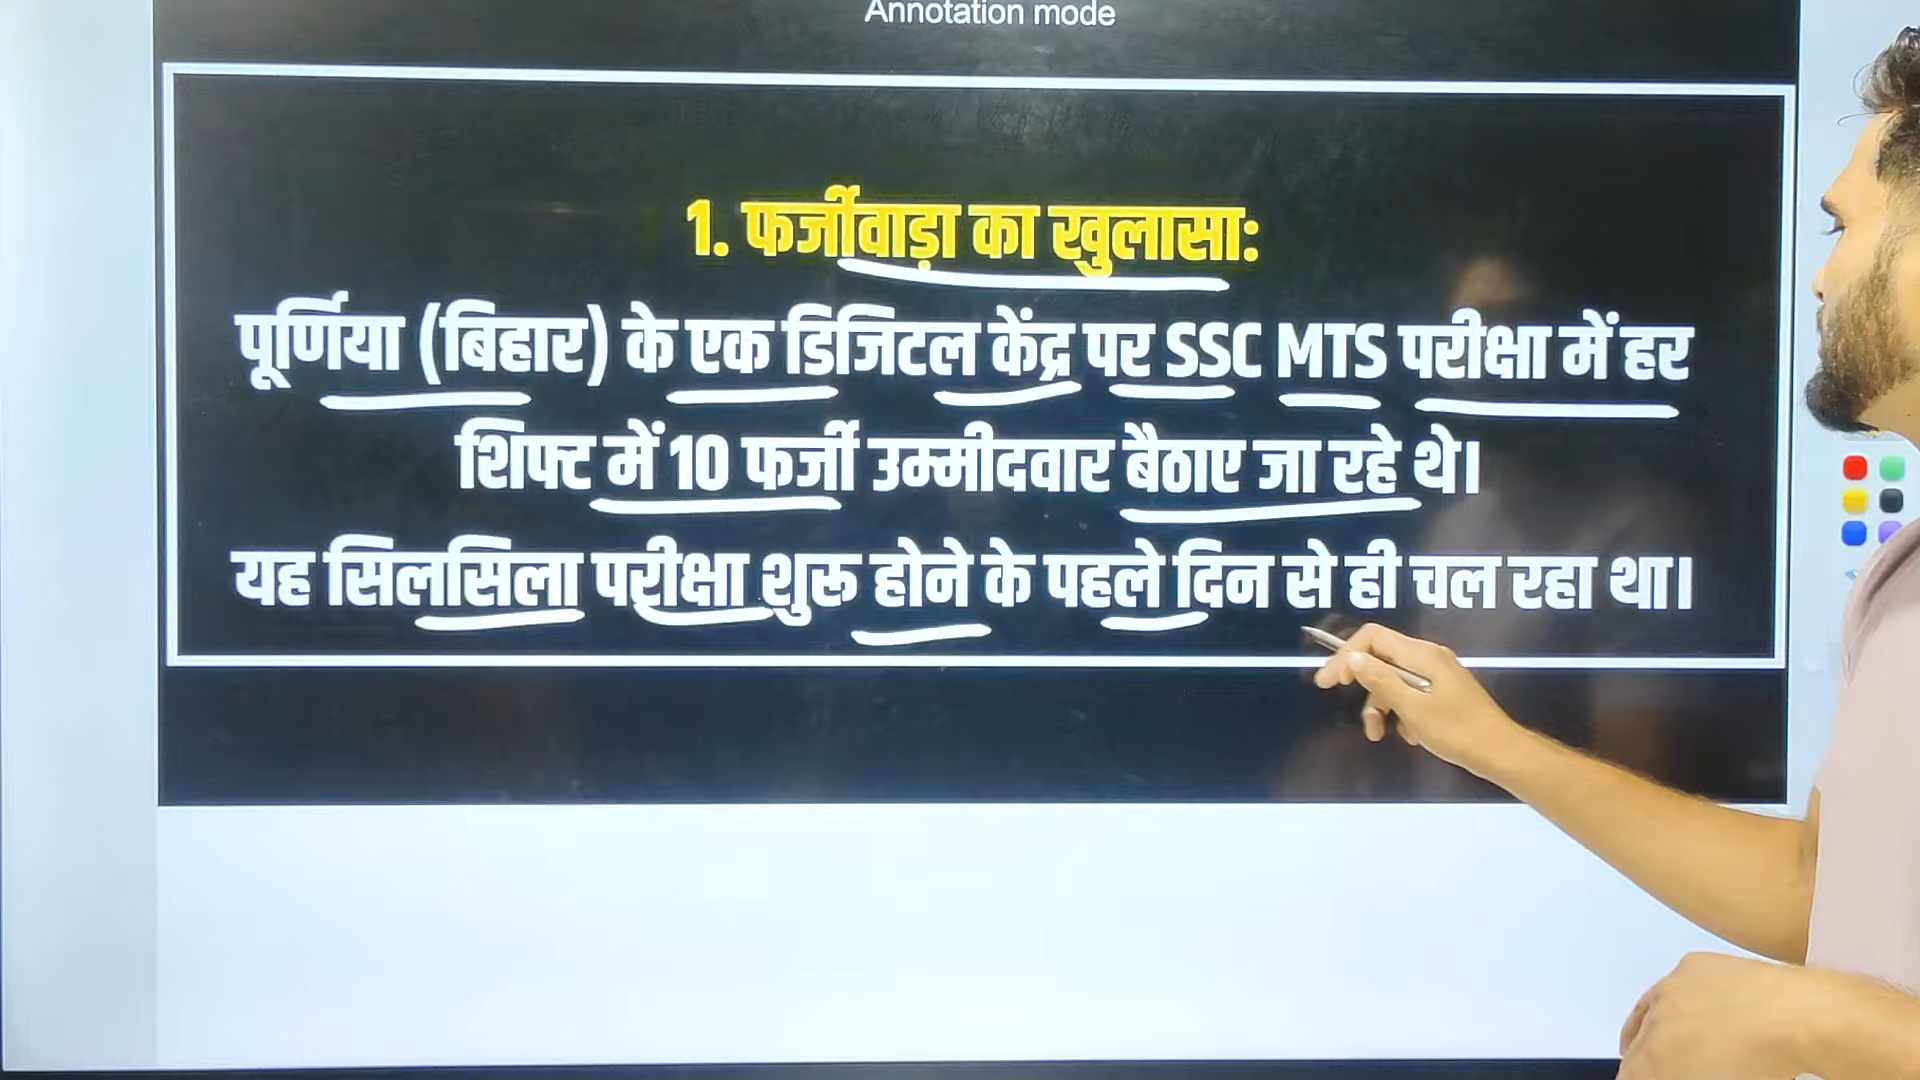 Annotation mode
1. फर्जीवाड़ा का खुलासा:
पूर्णिया (बिहार) के एक डिजिटल केंद्र पर SSC MTS परीक्षा में हर
शिफ्ट में 10 फर्जी उम्मीदवार बैठाए जा रहे थे।
यह सिलसिला परीक्षा शुरू होने के पहले दिन से ही चल रहा था।